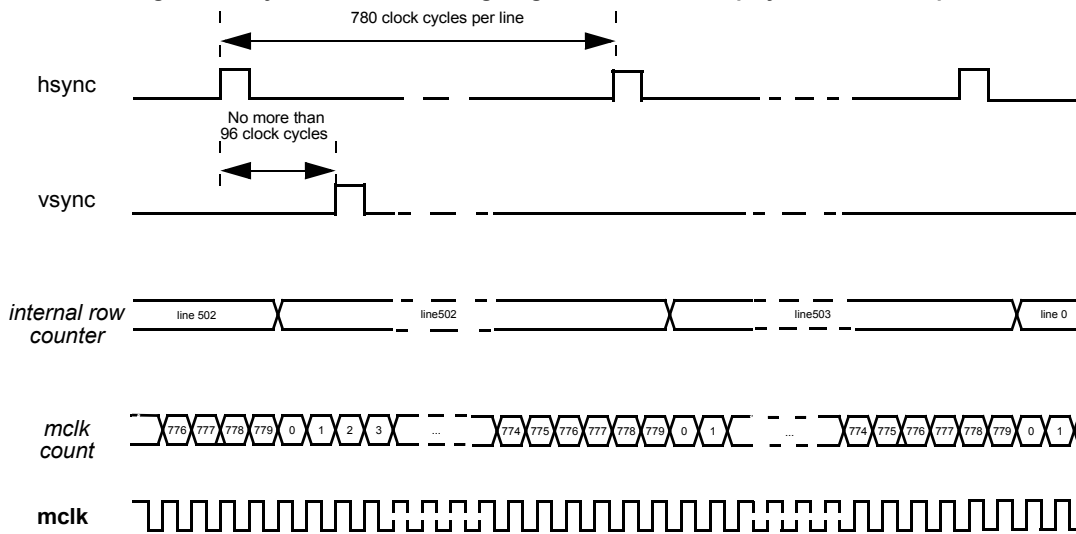 780 clock cycles per line
hsync
No more than
96 clock cycles
vsync
internal row
counter
line 502
line502
line503
line 0
mclk
count
776 777 778 779 0 1 2 3 ... 774 775 776 777 778 779 0 1 ... 774 775 776 777 778 779 0 1
mclk